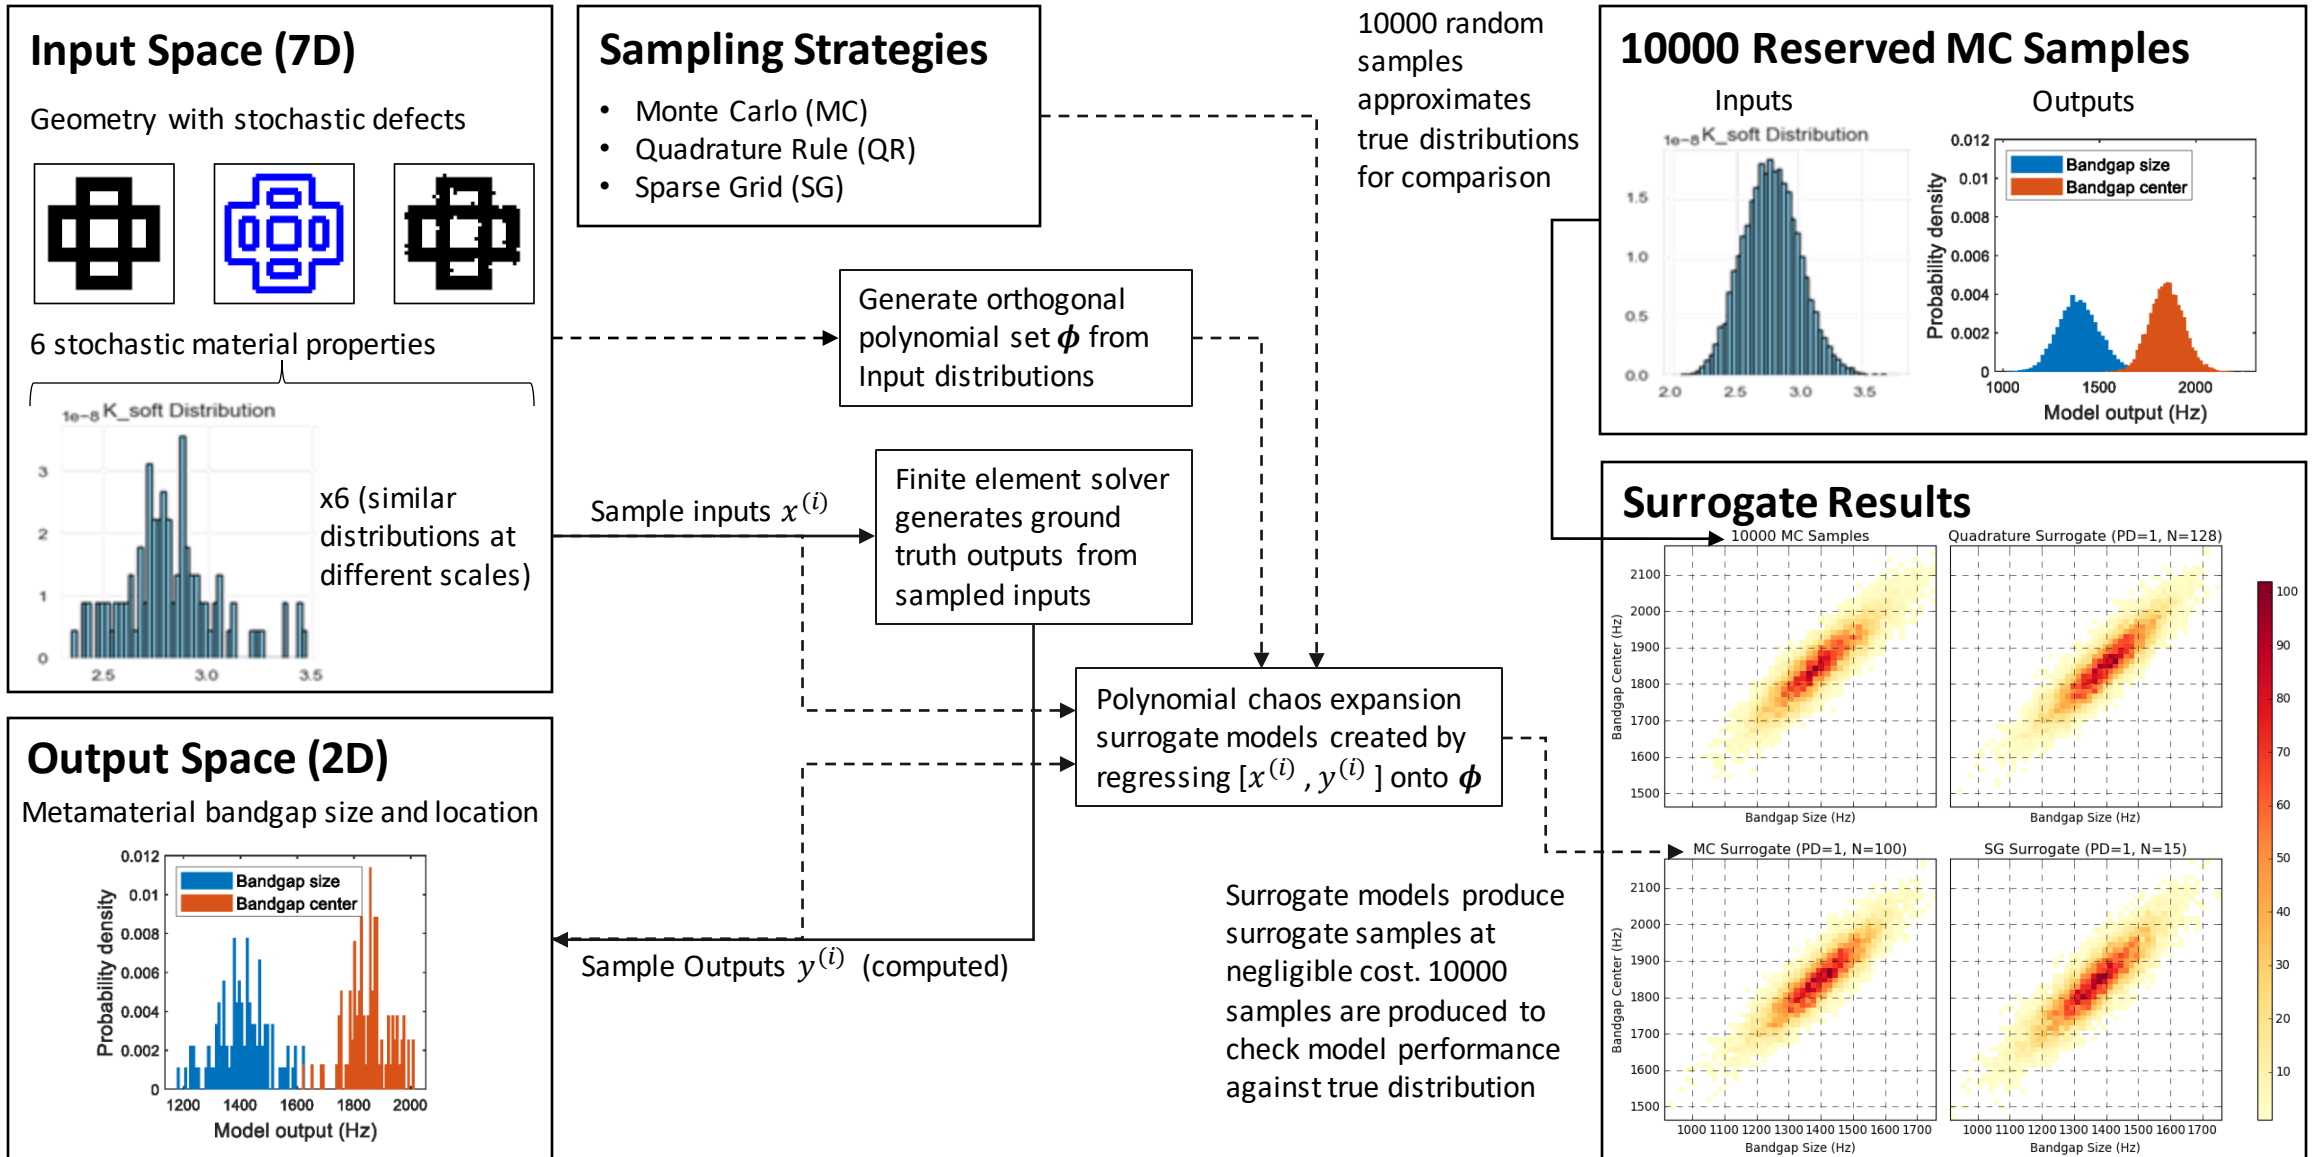 Input Space (7D)
Geometry with stochastic defects
6 stochastic material properties
1e-8 K_soft Distribution
3
2
1
0
2.5 3.0 3.5
x6 (similar
distributions at
different scales)
Output Space (2D)
Metamaterial bandgap size and location
0.012
0.01
0.008
0.006
0.004
0.002
0
Probability density
Bandgap size
Bandgap center
1200 1400 1600 1800 2000
Model output (Hz)
Sampling Strategies
• Monte Carlo (MC)
• Quadrature Rule (QR)
• Sparse Grid (SG)
Generate orthogonal
polynomial set ϕ from
Input distributions
Sample inputs x^(i)
Finite element solver
generates ground
truth outputs from
sampled inputs
Polynomial chaos expansion
surrogate models created by
regressing [x^(i) , y^(i) ] onto ϕ
Sample Outputs y^(i) (computed)
10000 random
samples
approximates
true distributions
for comparison
Surrogate models produce
surrogate samples at
negligible cost. 10000
samples are produced to
check model performance
against true distribution
10000 Reserved MC Samples
Inputs
1e-8 K_soft Distribution
1.5
1.0
0.5
0.0
2.0 2.5 3.0 3.5
Outputs
0.012
0.01
0.008
0.006
0.004
0.002
0
Probability density
Bandgap size
Bandgap center
1000 1500 2000
Model output (Hz)
Surrogate Results
10000 MC Samples
2100
2000
1900
1800
1700
1600
1500
Bandgap Center (Hz)
Bandgap Size (Hz)
Quadrature Surrogate (PD=1, N=128)
Bandgap Size (Hz)
MC Surrogate (PD=1, N=100)
2100
2000
1900
1800
1700
1600
1500
Bandgap Center (Hz)
1000 1100 1200 1300 1400 1500 1600 1700
Bandgap Size (Hz)
SG Surrogate (PD=1, N=15)
1000 1100 1200 1300 1400 1500 1600 1700
Bandgap Size (Hz)
100
90
80
70
60
50
40
30
20
10